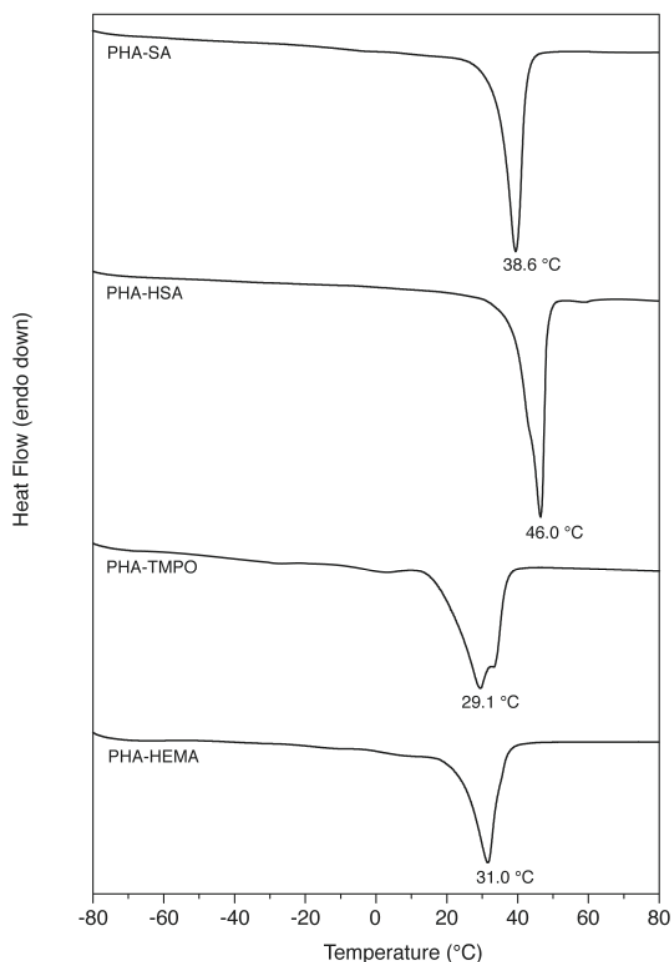 PHA-SA
38.6 °C
PHA-HSA
46.0 °C
Heat Flow (endo down)
PHA-TMPO
29.1 °C
PHA-HEMA
31.0 °C
-80 -60 -40 -20 0 20 40 60 80
Temperature (°C)